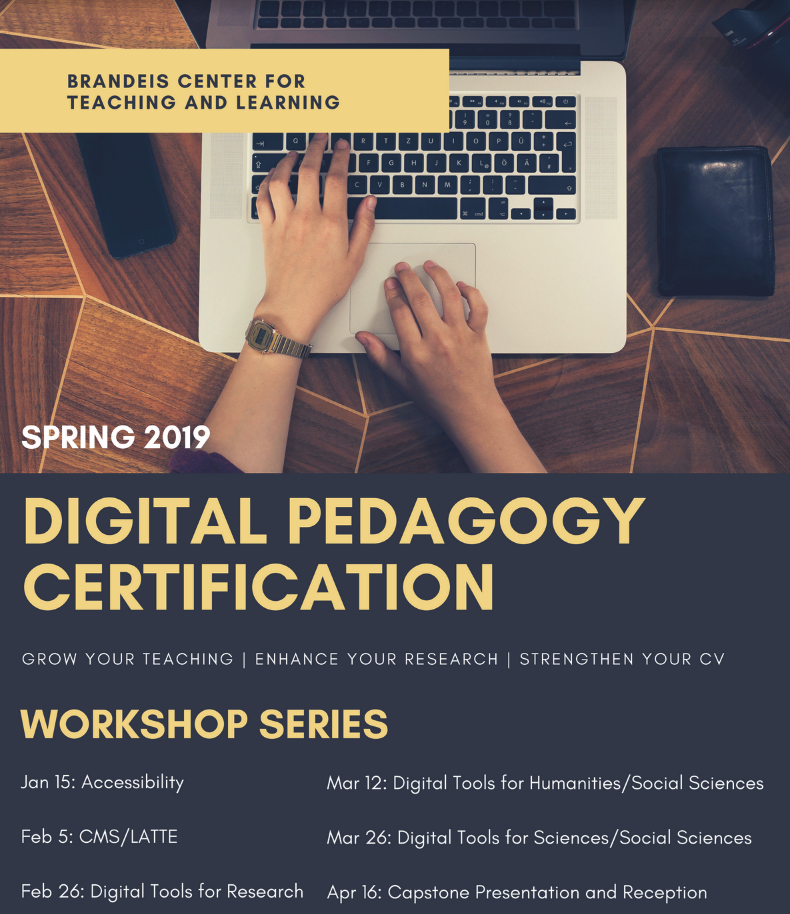 BRANDEIS CENTER FOR
TEACHING AND LEARNING
SPRING 2019
DIGITAL PEDAGOGY
CERTIFICATION
GROW YOUR TEACHING | ENHANCE YOUR RESEARCH | STRENGTHEN YOUR CV
WORKSHOP SERIES
Jan 15: Accessibility
Feb 5: CMS/LATTE
Feb 26: Digital Tools for Research
Mar 12: Digital Tools for Humanities/Social Sciences
Mar 26: Digital Tools for Sciences/Social Sciences
Apr 16: Capstone Presentation and Reception